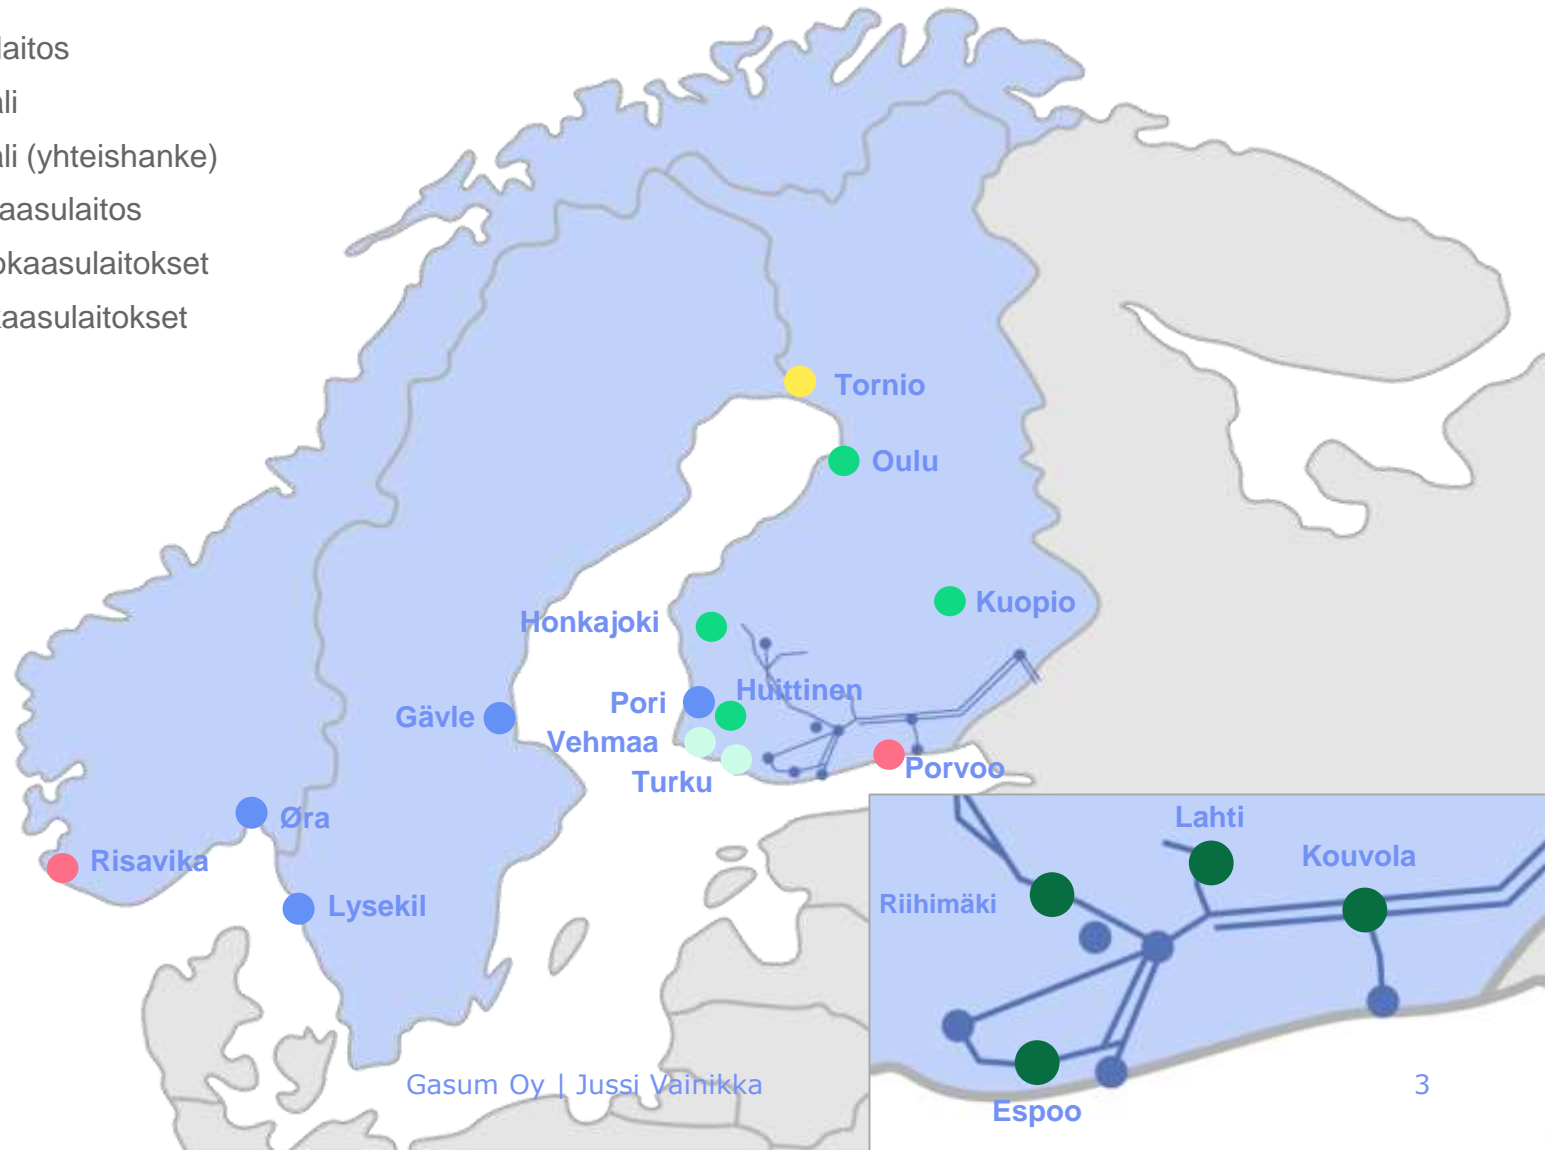 laitos
ali
ali (yhteishanke)
aasulaitos
okaasulaitokset
kaasulaitokset
Tornio
Oulu
Kuopio
Honkajoki
Huittinen
Pori
Gävle
Vehmaa
Porvoo
Turku
Øra
Risavika
Lysekil
Lahti
Kouvola
Riihimäki
Espoo
Gasum Oy | Jussi Vainikka
3